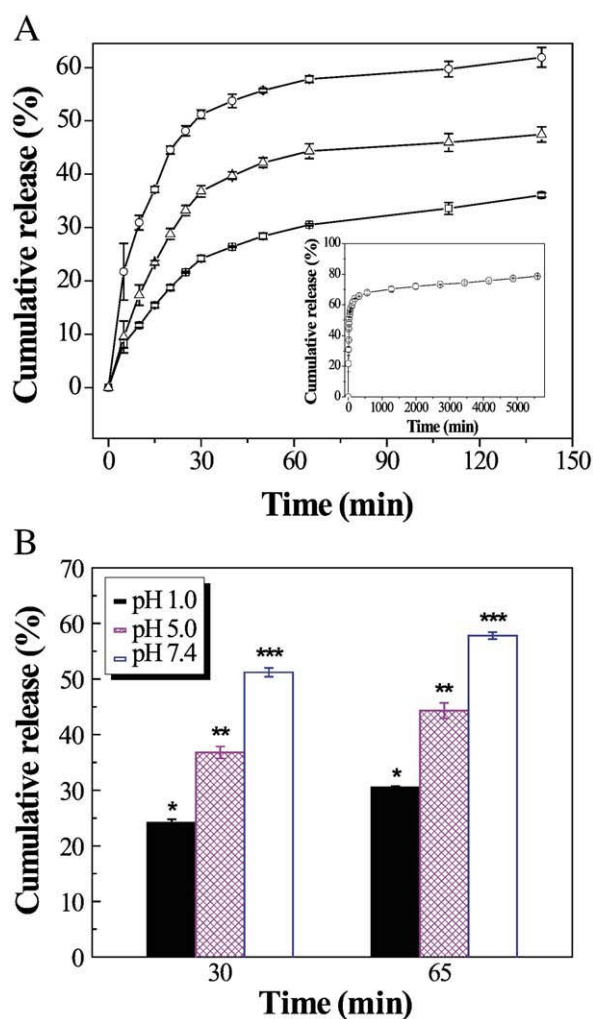 A
Cumulative release (%)
60
50
40
30
20
10
0
0 30 60 90 120 150
Time (min)
Cumulative release (%)
100
80
60
40
20
0
0 1000 2000 3000 4000 5000
Time (min)
B
Cumulative release (%)
70
60
50
40
30
20
10
0
pH 1.0
pH 5.0
pH 7.4
* ** ***
* ** ***
30 65
Time (min)